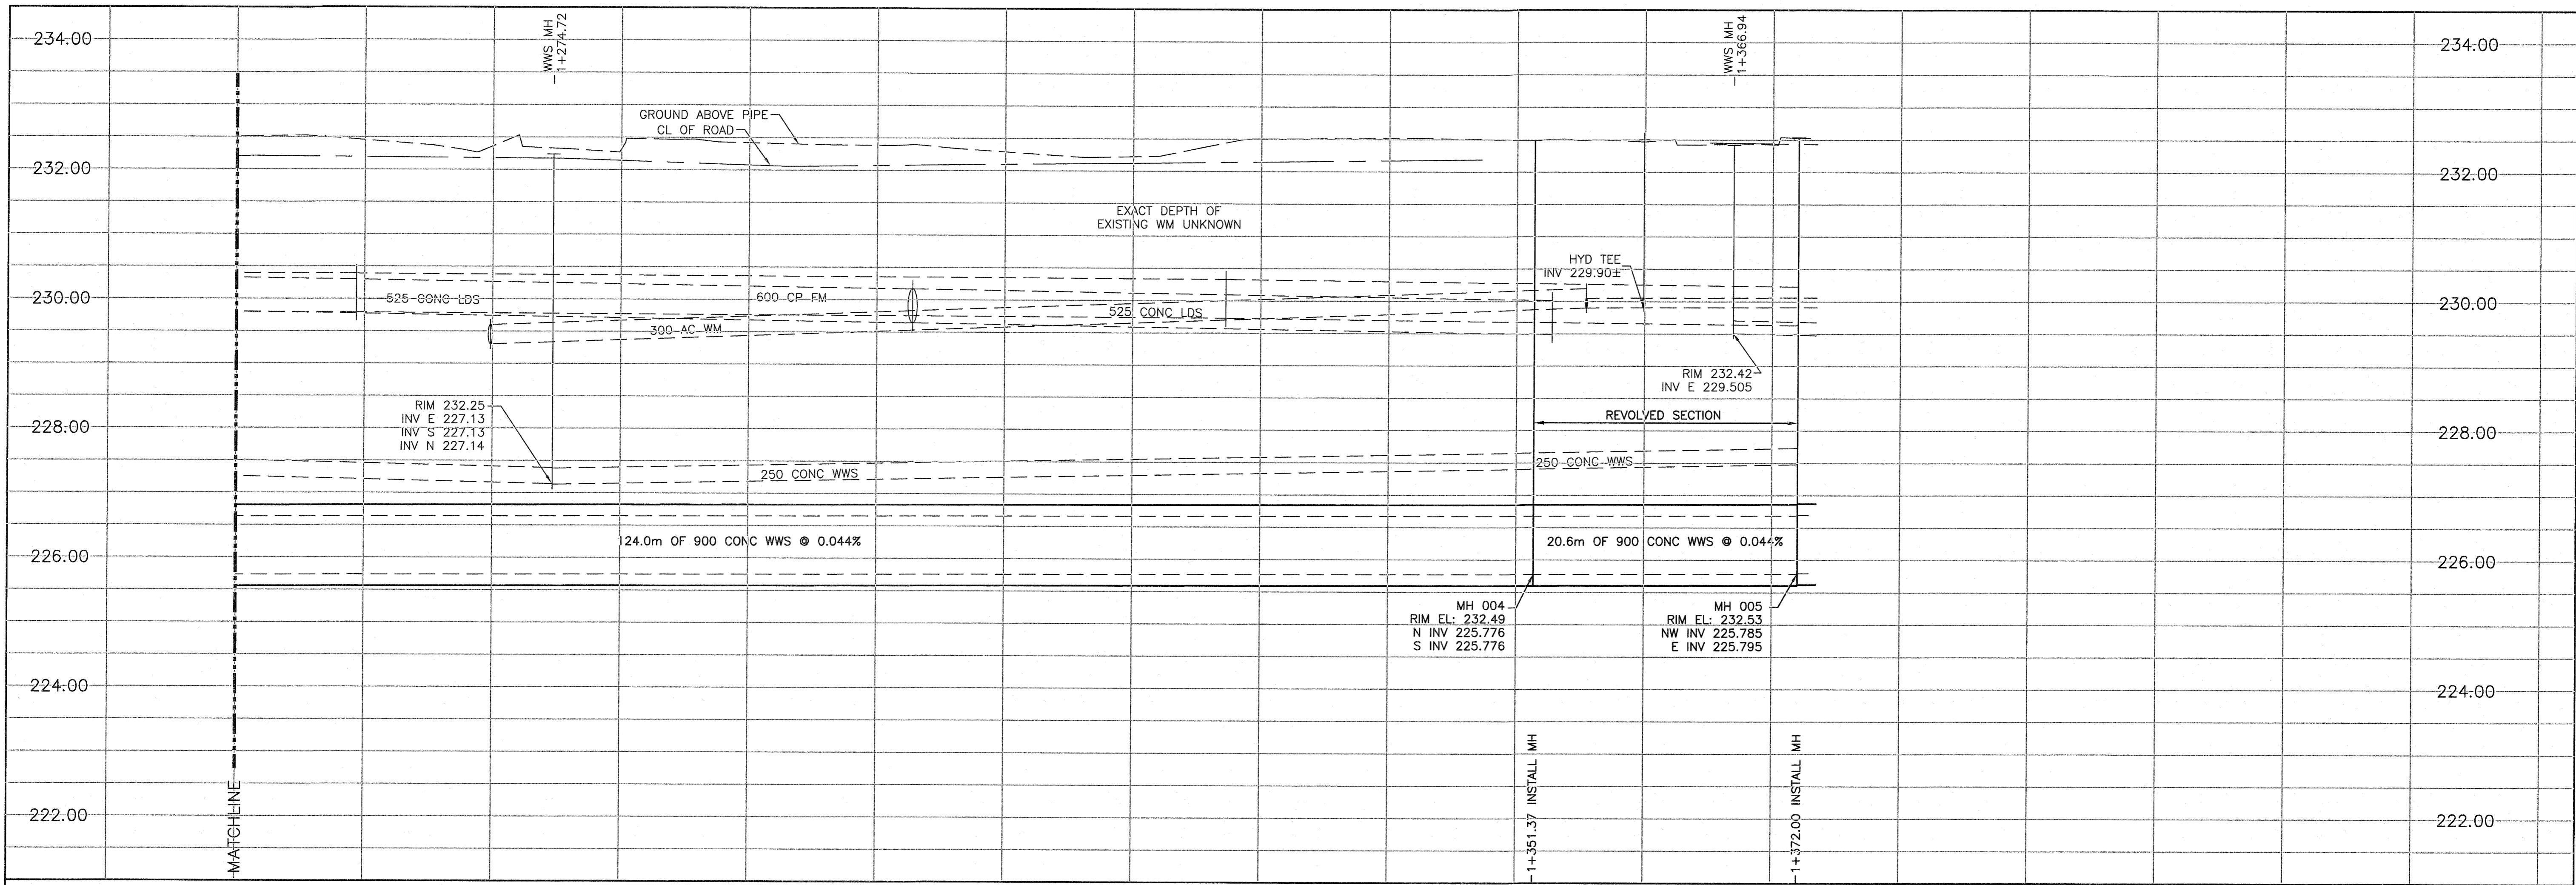 WWS MH
1+274.72
WWS MH
1+366.94
234.00
234.00
GROUND ABOVE PIPE
CL OF ROAD
232.00
232.00
EXACT DEPTH OF
EXISTING WM UNKNOWN
HYD TEE
INV 229.90±
230.00
525 CONC LDS
600 CP FM
525 CONC LDS
230.00
300 AC WM
RIM 232.42
INV E 229.505
RIM 232.25
INV E 227.13
INV S 227.13
INV N 227.14
REVOLVED SECTION
228.00
228.00
250 CONC WWS
250 CONC WWS
124.0m OF 900 CONC WWS @ 0.044%
20.6m OF 900 CONC WWS @ 0.044%
226.00
226.00
MH 004
RIM EL: 232.49
N INV 225.776
S INV 225.776
MH 005
RIM EL: 232.53
NW INV 225.785
E INV 225.795
224.00
224.00
222.00
222.00
MATCHLINE
1+351.37 INSTALL MH
1+372.00 INSTALL MH